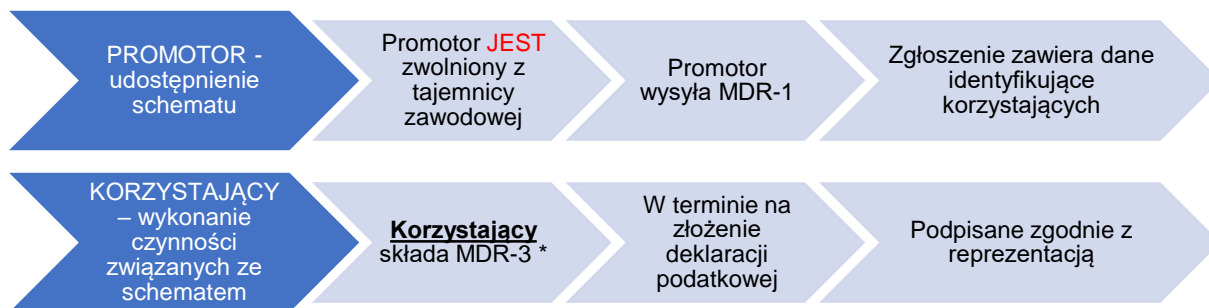 PROMOTOR -
udostępnienie
schematu
Promotor JEST
zwolniony z
tajemnicy
zawodowej
Promotor
wysyła MDR-1
Zgłoszenie zawiera dane
identyfikujące
korzystających
KORZYSTAJĄCY
– wykonanie
czynności
związanych ze
schematem
Korzystający
składa MDR-3 *
W terminie na
złożenie
deklaracji
podatkowej
Podpisane zgodnie z
reprezentacją